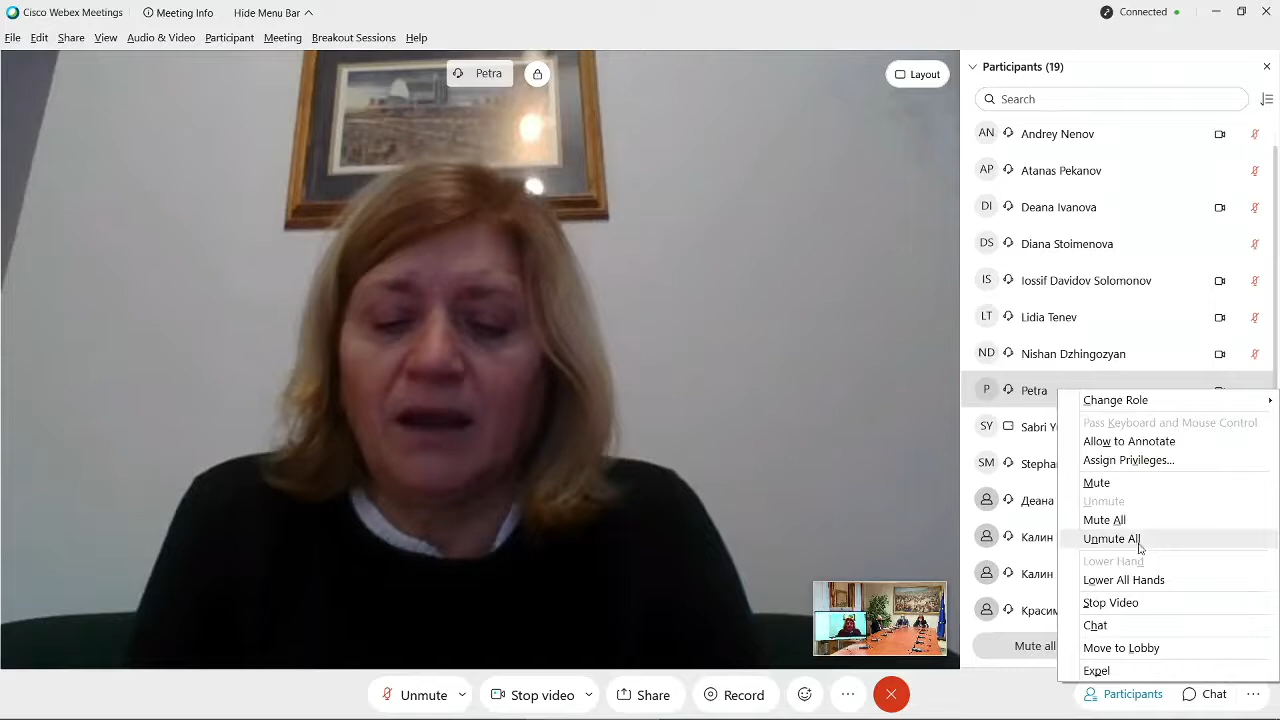 Cisco Webex Meetings
Meeting Info
Hide Menu Bar
Connected
File Edit Share View Audio & Video Participant Meeting Breakout Sessions Help
Petra
Layout
Participants (19)
Search
AN Andrey Nenov
AP Atanas Pekanov
DI Deana Ivanova
DS Diana Stoimenova
IS Iossif Davidov Solomonov
LT Lidia Tenev
ND Nishan Dzhingozyan
P Petra
SY Sabri
SM Stepha
Деана
Калин
Калин
Краси
Mute all
Change Role
Pass Keyboard and Mouse Control
Allow to Annotate
Assign Privileges...
Mute
Unmute
Mute All
Unmute All
Lower Hand
Lower All Hands
Stop Video
Chat
Move to Lobby
Expel
Unmute
Stop video
Share
Record
Participants
Chat